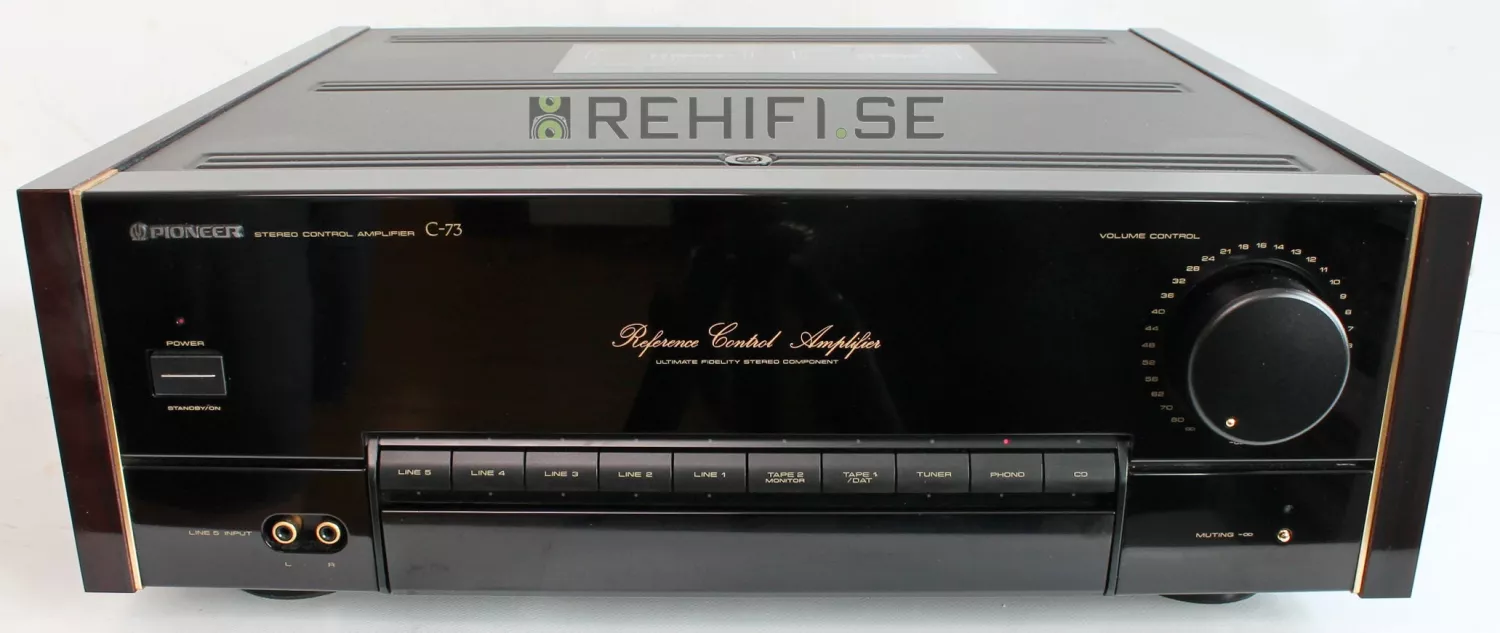 REHIFI.SE
PIONEER STEREO CONTROL AMPLIFIER C-73
VOLUME CONTROL
28 24 21 18 16 14 13 12 11 10 9 8 7
32
36
40
44
48
52
56
62
70
80
∞
POWER
STANDBY/ON
Reference Control Amplifier
ULTIMATE FIDELITY STEREO COMPONENT
LINE 5 LINE 4 LINE 3 LINE 2 LINE 1 TAPE 2 MONITOR TAPE 1 /DAT TUNER PHONO CD
LINE 5 INPUT
L R
MUTING -∞